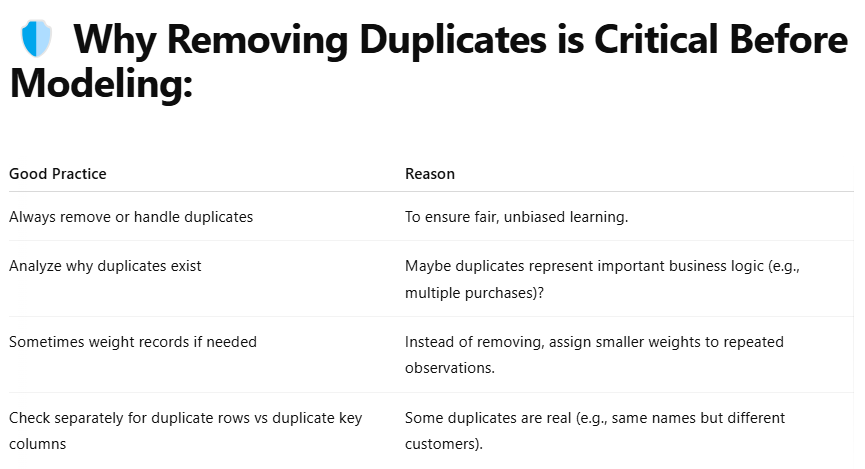 🛡️ Why Removing Duplicates is Critical Before
Modeling:
Good Practice Reason
Always remove or handle duplicates To ensure fair, unbiased learning.
Analyze why duplicates exist Maybe duplicates represent important business logic (e.g.,
multiple purchases)?
Sometimes weight records if needed Instead of removing, assign smaller weights to repeated
observations.
Check separately for duplicate rows vs duplicate key Some duplicates are real (e.g., same names but different
columns customers).